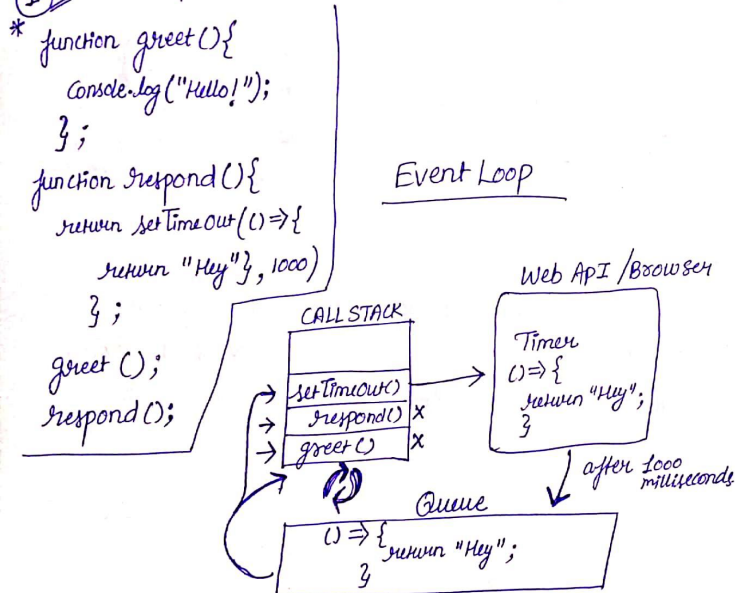 * function greet(){
Console.log("Hello!");
};
function respond(){
return setTimeout(()=>{
return "Hey"}, 1000)
};
greet();
respond();
Event Loop
CALL STACK
setTimeout()
respond() x
greet() x
Web API/Browser
Timer
()=>{
return "Hey";
}
after 1000
milliseconds
Queue
()=>{
return "Hey";
}